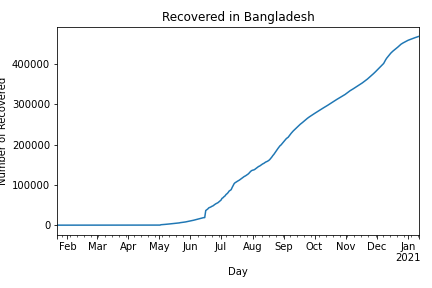 Recovered in Bangladesh
Number of Recovered
400000
300000
200000
100000
0
Feb Mar Apr May Jun Jul Aug Sep Oct Nov Dec Jan
2021
Day